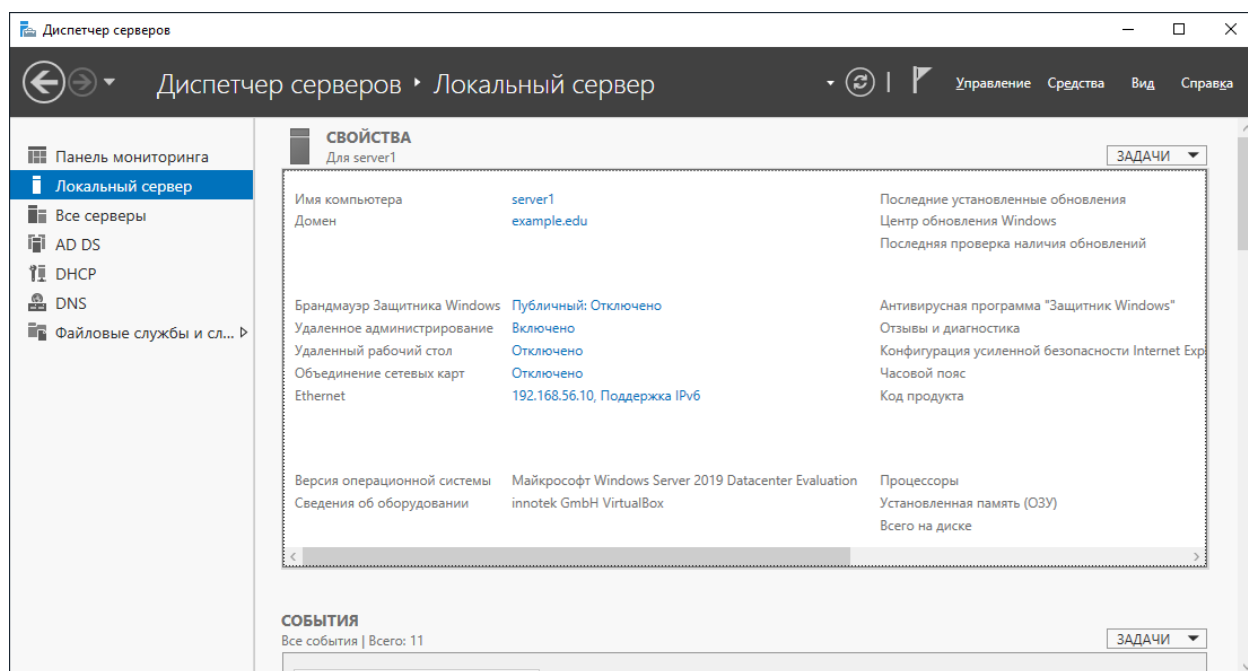 Диспетчер серверов
Диспетчер серверов ‣ Локальный сервер
Управление Средства Вид Справка
Панель мониторинга
Локальный сервер
Все серверы
AD DS
DHCP
DNS
Файловые службы и сл...
СВОЙСТВА
Для server1
ЗАДАЧИ
Имя компьютера server1 Последние установленные обновления
Домен example.edu Центр обновления Windows
Последняя проверка наличия обновлений
Брандмауэр Защитника Windows Публичный: Отключено Антивирусная программа "Защитник Windows"
Удаленное администрирование Включено Отзывы и диагностика
Удаленный рабочий стол Отключено Конфигурация усиленной безопасности Internet Exp
Объединение сетевых карт Отключено Часовой пояс
Ethernet 192.168.56.10, Поддержка IPv6 Код продукта
Версия операционной системы Майкрософт Windows Server 2019 Datacenter Evaluation Процессоры
Сведения об оборудовании innotek GmbH VirtualBox Установленная память (ОЗУ)
Всего на диске
СОБЫТИЯ
Все события | Всего: 11
ЗАДАЧИ